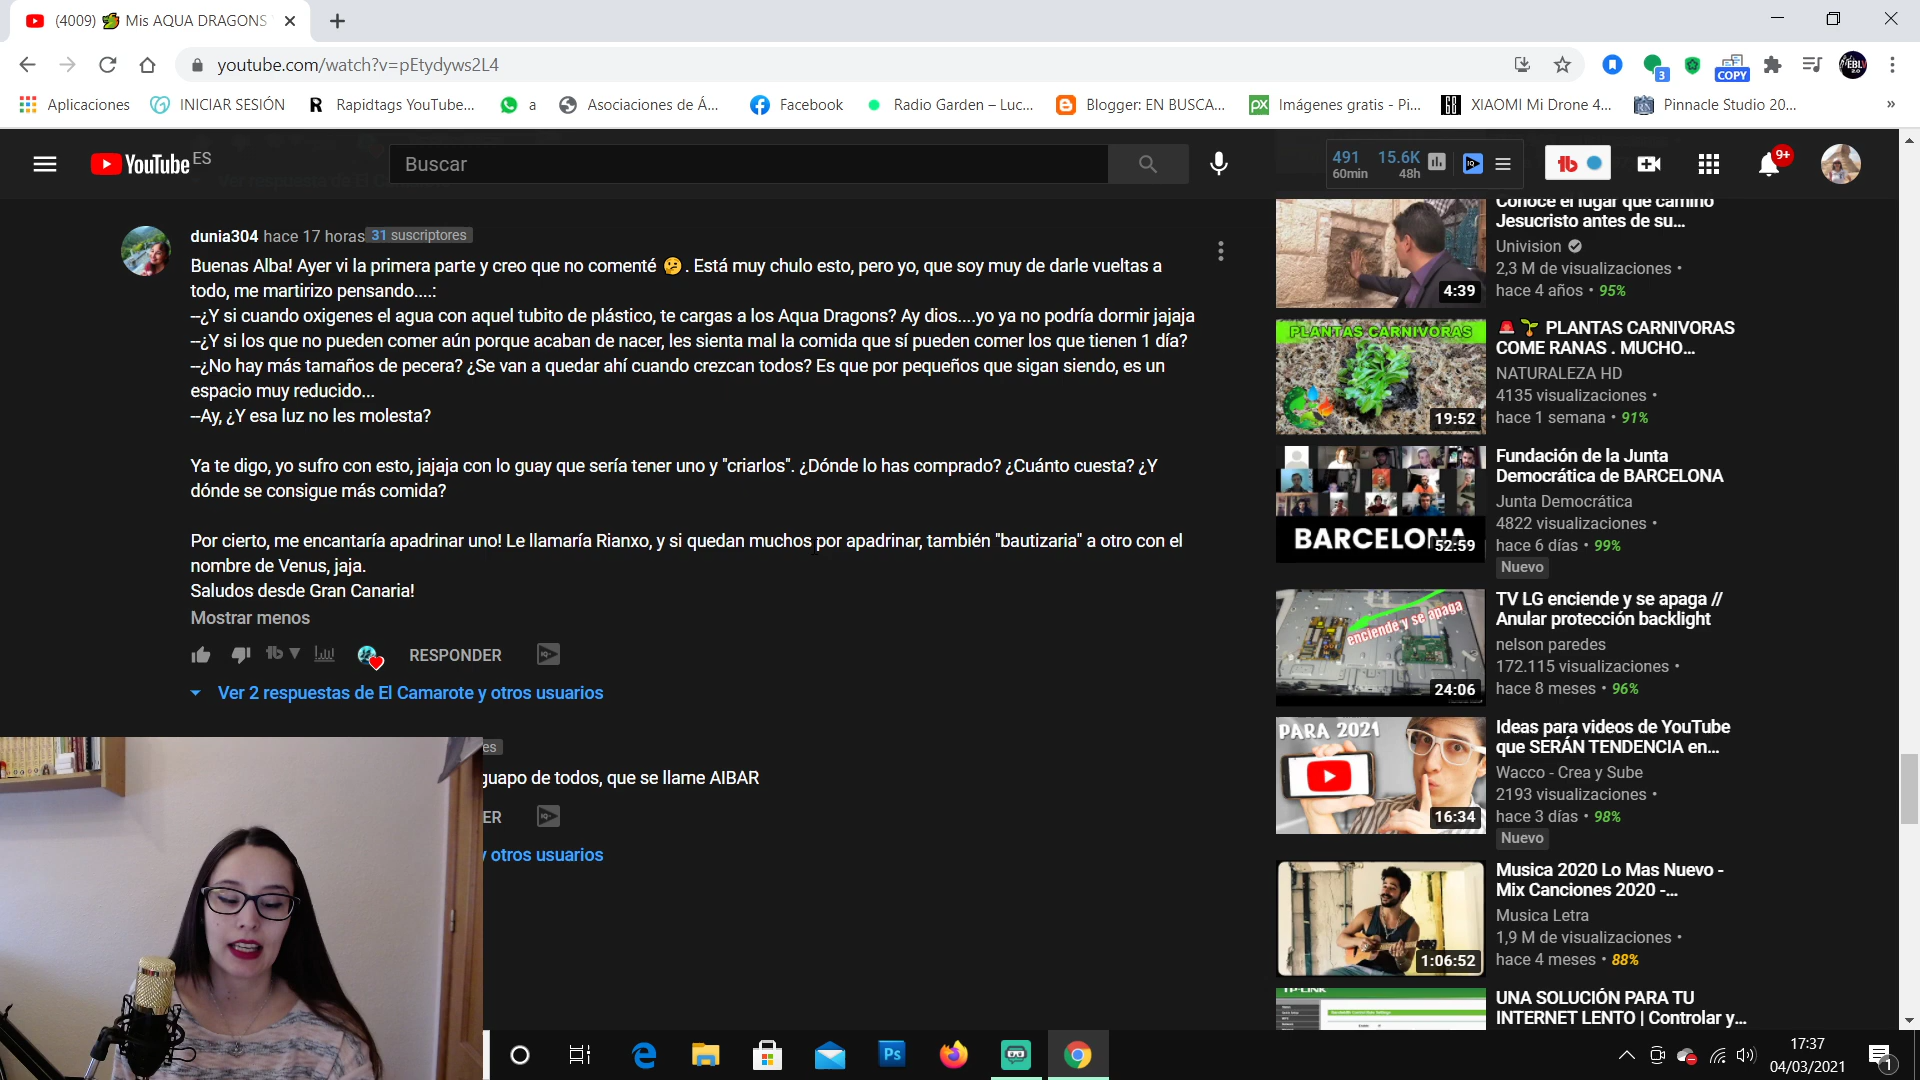 (4009) Mis AQUA DRAGONS
youtube.com/watch?v=pEtydyws2L4
3
COPY
Aplicaciones
INICIAR SESIÓN
R Rapidtags YouTube...
a
Asociaciones de Á...
Facebook
Radio Garden – Luc...
Blogger: EN BUSCA...
px Imágenes gratis - Pi...
XIAOMI Mi Drone 4...
Pinnacle Studio 20...
»
YouTube ES
Buscar
491
60min
15.6K
48h
9+
dunia304 hace 17 horas 31 suscriptores
Buenas Alba! Ayer vi la primera parte y creo que no comenté 🤔. Está muy chulo esto, pero yo, que soy muy de darle vueltas a
todo, me martirizo pensando....:
--¿Y si cuando oxigenes el agua con aquel tubito de plástico, te cargas a los Aqua Dragons? Ay dios....yo ya no podría dormir jajaja
--¿Y si los que no pueden comer aún porque acaban de nacer, les sienta mal la comida que sí pueden comer los que tienen 1 día?
--¿No hay más tamaños de pecera? ¿Se van a quedar ahí cuando crezcan todos? Es que por pequeños que sigan siendo, es un
espacio muy reducido...
--Ay, ¿Y esa luz no les molesta?
Ya te digo, yo sufro con esto, jajaja con lo guay que sería tener uno y "criarlos". ¿Dónde lo has comprado? ¿Cuánto cuesta? ¿Y
dónde se consigue más comida?
Por cierto, me encantaría apadrinar uno! Le llamaría Rianxo, y si quedan muchos por apadrinar, también "bautizaria" a otro con el
nombre de Venus, jaja.
Saludos desde Gran Canaria!
Mostrar menos
RESPONDER
Ver 2 respuestas de El Camarote y otros usuarios
es
guapo de todos, que se llame AIBAR
ER
y otros usuarios
Conoce el lugar que caminó
Jesucristo antes de su...
Univision
2,3 M de visualizaciones •
hace 4 años • 95%
4:39
PLANTAS CARNIVORAS
19:52
🚨 🌱 PLANTAS CARNIVORAS
COME RANAS . MUCHO...
NATURALEZA HD
4135 visualizaciones •
hace 1 semana • 91%
BARCELONA
52:59
Fundación de la Junta
Democrática de BARCELONA
Junta Democrática
4822 visualizaciones •
hace 6 días • 99%
Nuevo
enciende y se apaga
24:06
TV LG enciende y se apaga //
Anular protección backlight
nelson paredes
172.115 visualizaciones •
hace 8 meses • 96%
PARA 2021
16:34
Ideas para videos de YouTube
que SERÁN TENDENCIA en...
Wacco - Crea y Sube
2193 visualizaciones •
hace 3 días • 98%
Nuevo
1:06:52
Musica 2020 Lo Mas Nuevo -
Mix Canciones 2020 -...
Musica Letra
1,9 M de visualizaciones •
hace 4 meses • 88%
TP-LINK
UNA SOLUCIÓN PARA TU
INTERNET LENTO | Controlar y...
Ps
17:37
04/03/2021
1